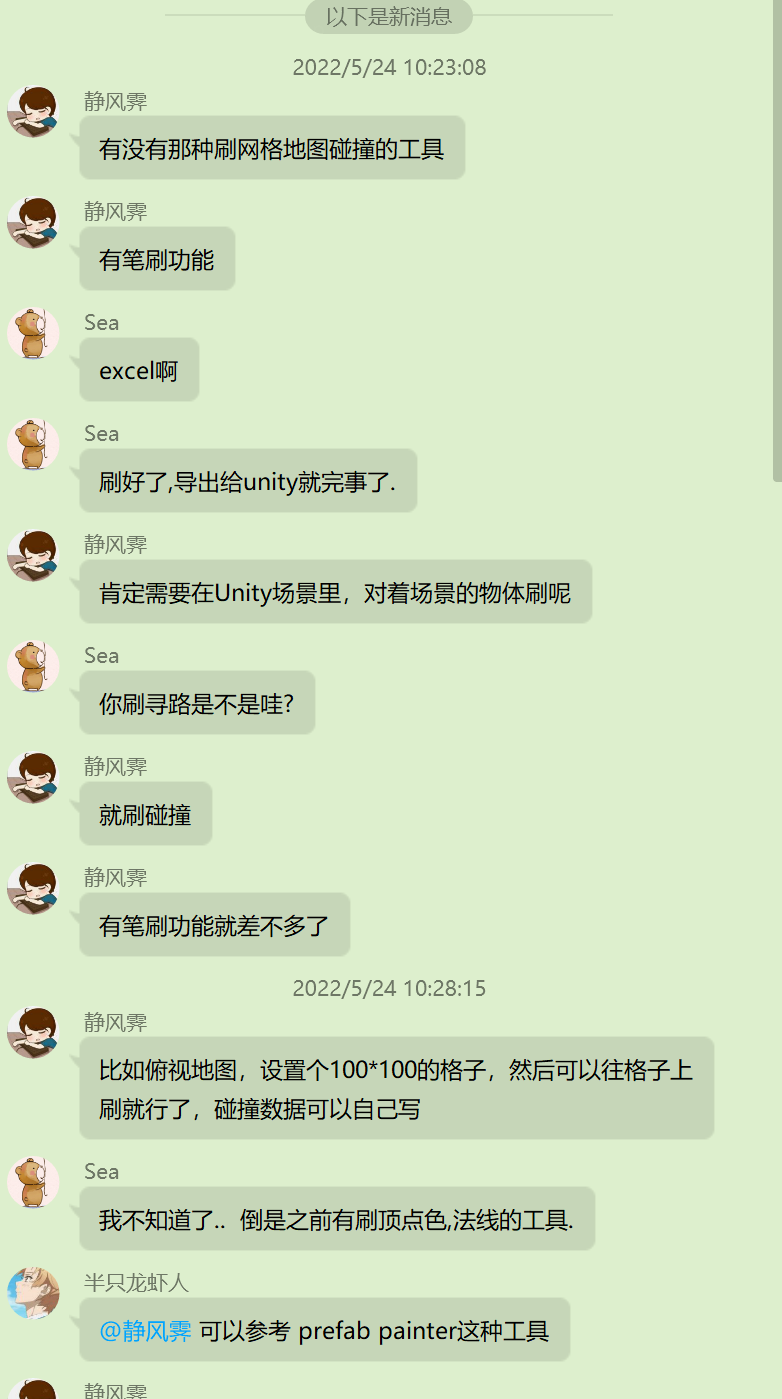 以下是新消息
2022/5/24 10:23:08
静风霁
有没有那种刷网格地图碰撞的工具
静风霁
有笔刷功能
Sea
excel啊
Sea
刷好了,导出给unity就完事了.
静风霁
肯定需要在Unity场景里，对着场景的物体刷呢
Sea
你刷寻路是不是哇?
静风霁
就刷碰撞
静风霁
有笔刷功能就差不多了
2022/5/24 10:28:15
静风霁
比如俯视地图，设置个100*100的格子，然后可以往格子上
刷就行了，碰撞数据可以自己写
Sea
我不知道了.. 倒是之前有刷顶点色,法线的工具.
半只龙虾人
@静风霁 可以参考 prefab painter这种工具
静风霁